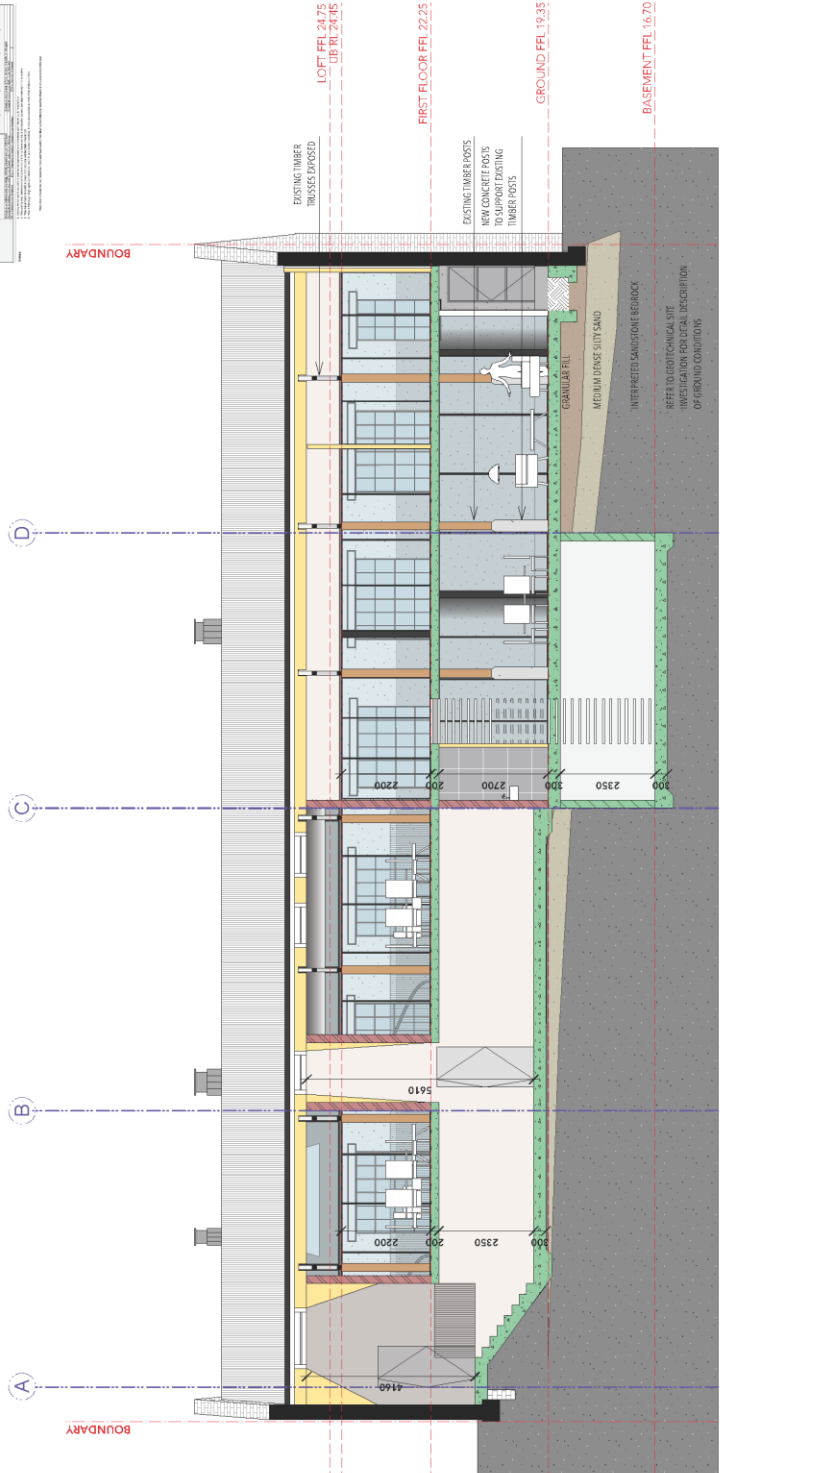 LOFT FFL 24.75
UB RL 24.45
FIRST FLOOR FFL 22.25
GROUND FFL 19.35
BASEMENT FFL 16.70
EXISTING TIMBER
TRUSSES EXPOSED
EXISTING TIMBER POSTS
NEW CONCRETE POSTS
TO SUPPORT EXISTING
TIMBER POSTS
BOUNDARY
GRANULAR FILL
MEDIUM DENSE SILTY SAND
INTERPRETED SANDSTONE BEDROCK
REFER TO GEOTECHNICAL SITE
INVESTIGATION FOR DETAIL DESCRIPTION
OF GROUND CONDITIONS
D
C
2200
200
2700
300
2350
300
B
5610
2200
200
2350
300
A
4160
BOUNDARY